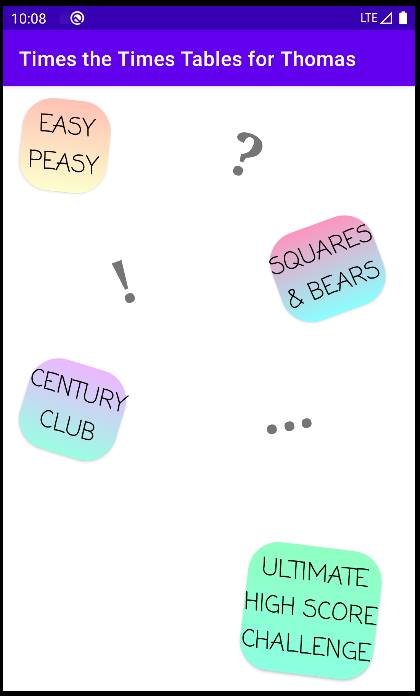 10:08
LTE
Times the Times Tables for Thomas
EASY
PEASY
?
SQUARES
& BEARS
!
CENTURY
CLUB
...
ULTIMATE
HIGH SCORE
CHALLENGE